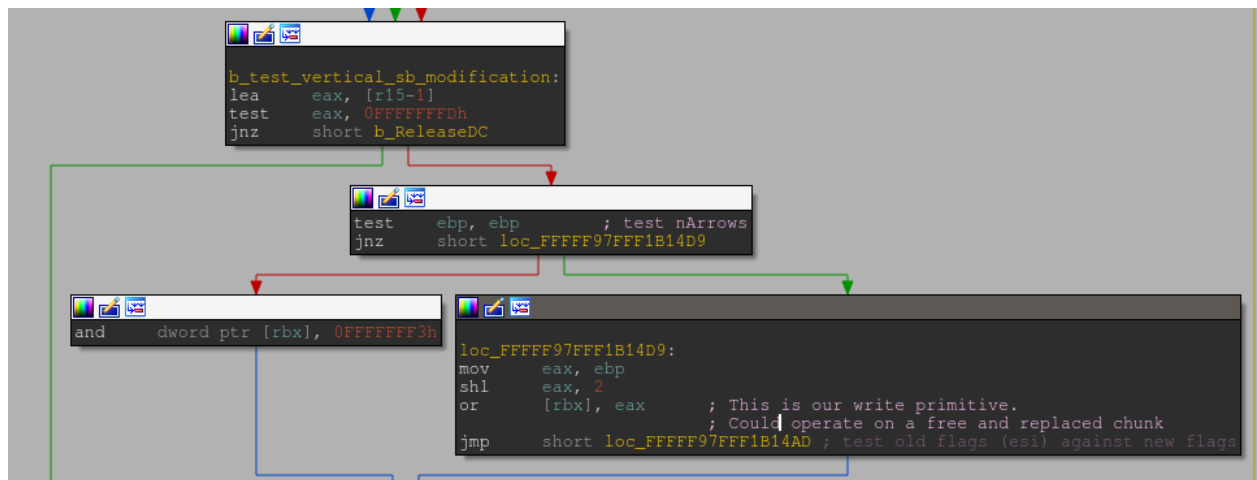 b_test_vertical_sb_modification:
lea eax, [r15-1]
test eax, 0FFFFFFFDh
jnz short b_ReleaseDC
test ebp, ebp ; test nArrows
jnz short loc_FFFFF97FFF1B14D9
and dword ptr [rbx], 0FFFFFFF3h
loc_FFFFF97FFF1B14D9:
mov eax, ebp
shl eax, 2
or [rbx], eax ; This is our write primitive.
; Could operate on a free and replaced chunk
jmp short loc_FFFFF97FFF1B14AD ; test old flags (esi) against new flags